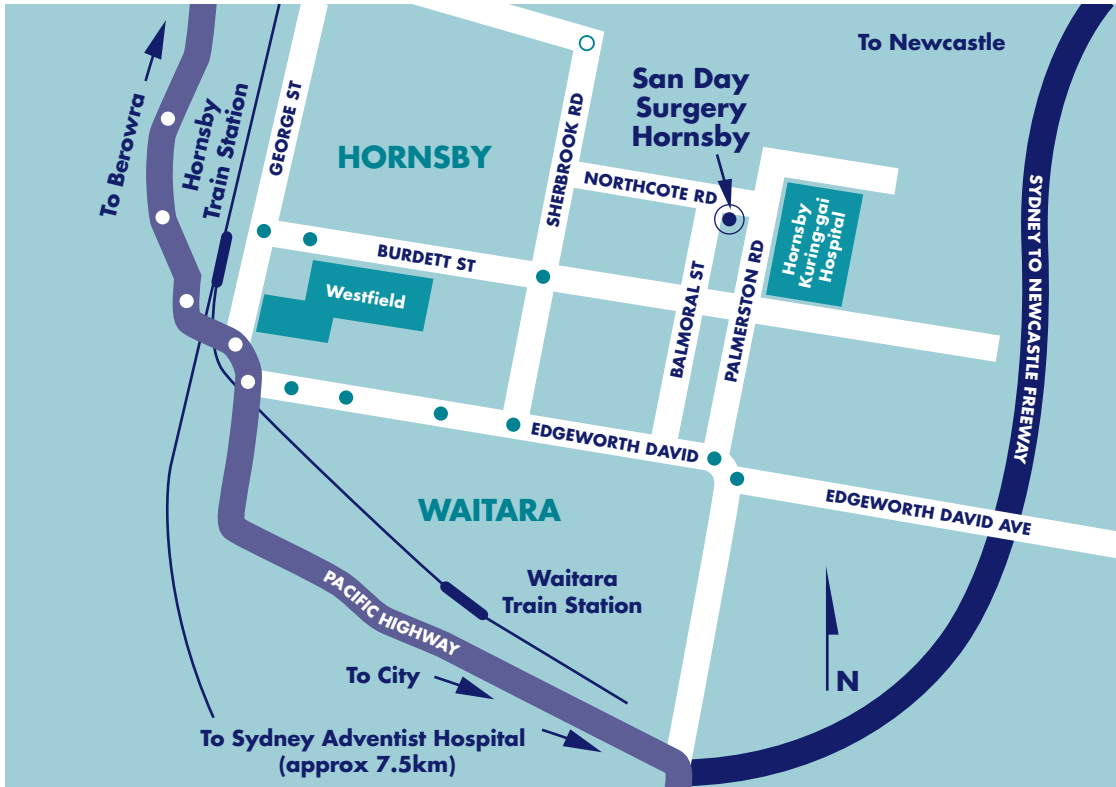 To Newcastle
San Day
Surgery
Hornsby
To Berowra
Hornsby
Train Station
GEORGE ST
HORNSBY
SHERBROOK RD
NORTHCOTE RD
Hornsby
Kuring-gai
Hospital
SYDNEY TO NEWCASTLE FREEWAY
BURDETT ST
Westfield
BALMORAL ST
PALMERSTON RD
EDGEWORTH DAVID
WAITARA
EDGEWORTH DAVID AVE
Waitara
Train Station
PACIFIC HIGHWAY
To City
N
To Sydney Adventist Hospital
(approx 7.5km)